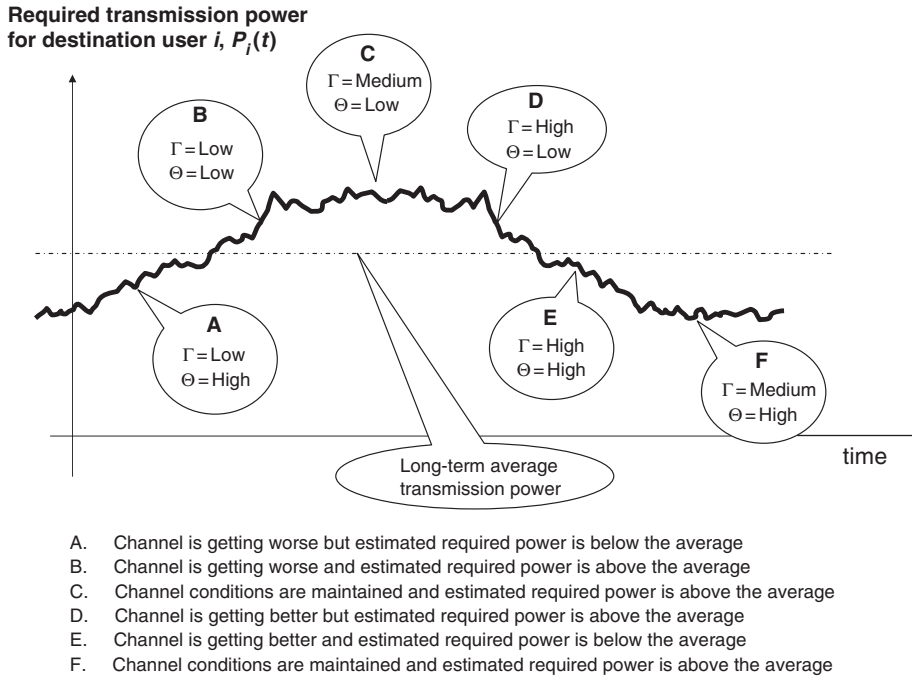 Required transmission power
for destination user i, Pi(t)
C
Γ=Medium
Θ=Low
B
Γ=Low
Θ=Low
D
Γ=High
Θ=Low
A
Γ=Low
Θ=High
E
Γ=High
Θ=High
F
Γ=Medium
Θ=High
time
Long-term average
transmission power
A. Channel is getting worse but estimated required power is below the average
B. Channel is getting worse and estimated required power is above the average
C. Channel conditions are maintained and estimated required power is above the average
D. Channel is getting better but estimated required power is above the average
E. Channel is getting better and estimated required power is below the average
F. Channel conditions are maintained and estimated required power is above the average